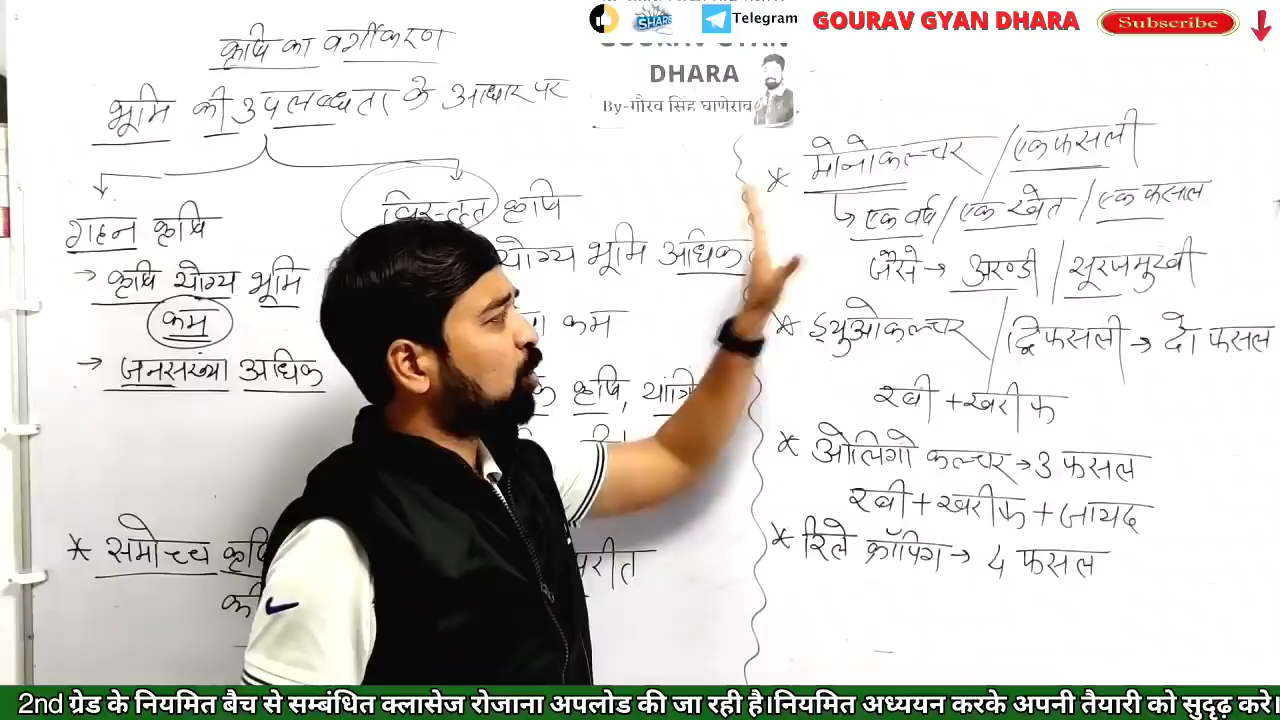 SHARE
Telegram
GOURAV GYAN DHARA
Subscribe
GOURAV GYAN
DHARA
By-गौरव सिंह घाणेराव
कृषि का वर्गीकरण
भूमि की उपलब्धता के आधार पर
गहन कृषि
→ कृषि योग्य भूमि
कम
→ जनसंख्या अधिक
विस्तृत कृषि
योग्य भूमि अधिक
कम
कृषि,
* समोच्च कृषि
* मोनोकल्चर / एकफसली
↳ एक वर्ष / एक खेत / एक फसल
जैसे → अरण्डी / सूरजमुखी
* ड्युओकल्चर / द्विफसली → दो फसल
रबी + खरीफ
* ओलिगो कल्चर → 3 फसल
रबी + खरीफ + जायद
* रिले क्रॉपिंग → 4 फसल
2nd ग्रेड के नियमित बैच से सम्बंधित क्लासेज रोजाना अपलोड की जा रही है।नियमित अध्ययन करके अपनी तैयारी को सुदृढ़ करे।